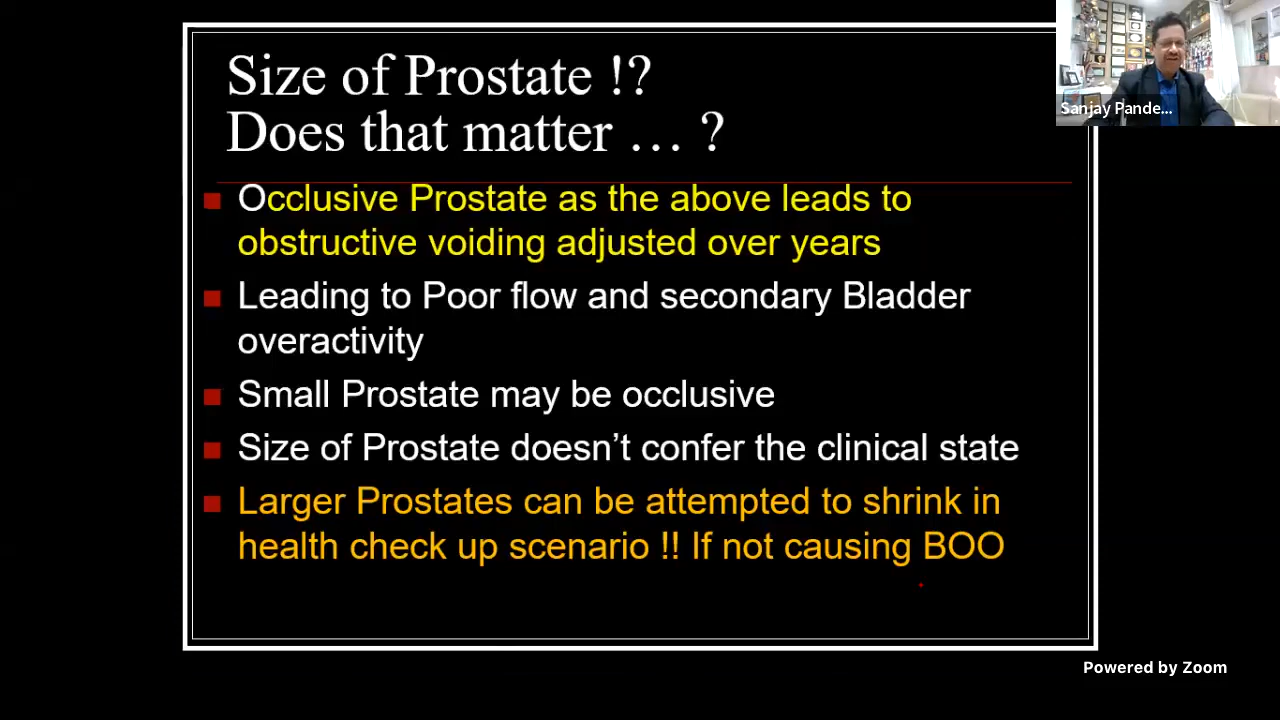 Size of Prostate !?
Does that matter … ?
Occlusive Prostate as the above leads to
obstructive voiding adjusted over years
Leading to Poor flow and secondary Bladder
overactivity
Small Prostate may be occlusive
Size of Prostate doesn’t confer the clinical state
Larger Prostates can be attempted to shrink in
health check up scenario !! If not causing BOO
Sanjay Pande...
Powered by Zoom